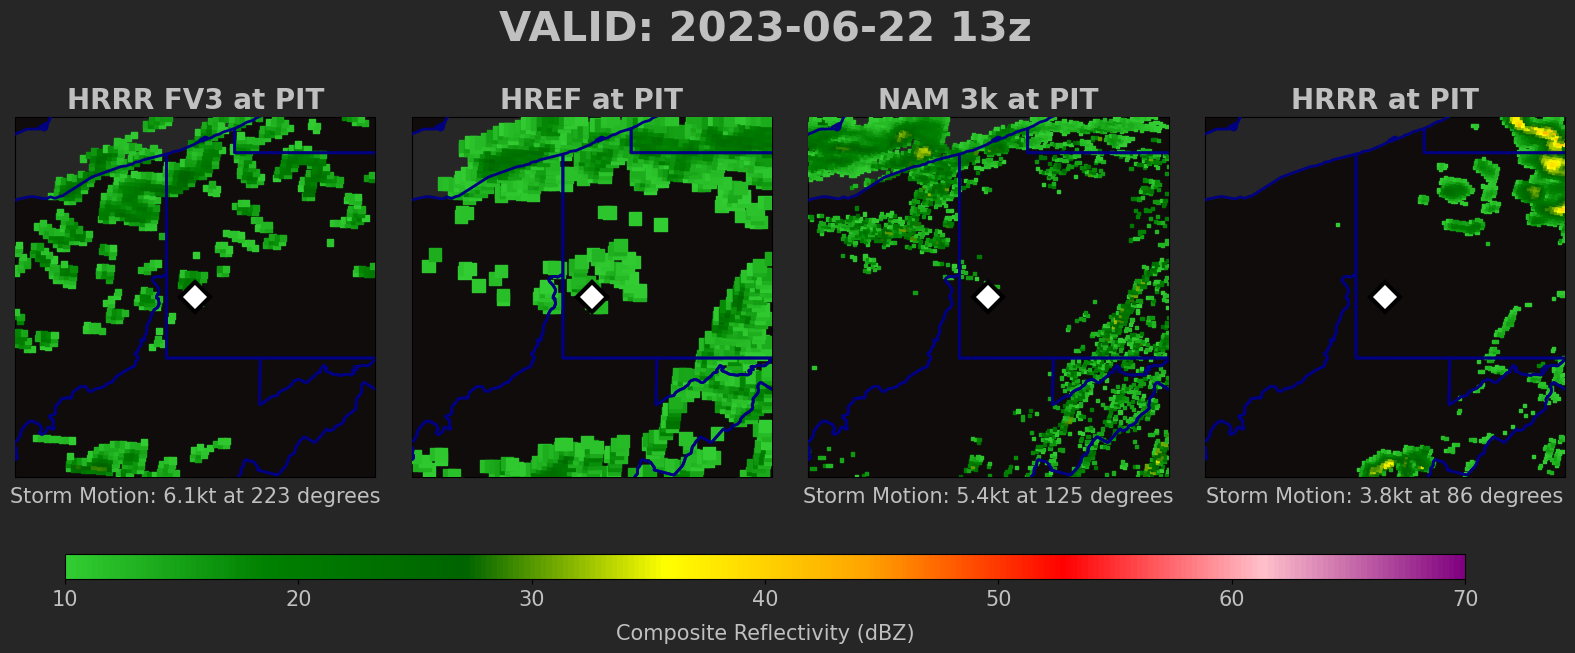 VALID: 2023-06-22 13z
HRRR FV3 at PIT
HREF at PIT
NAM 3k at PIT
HRRR at PIT
Storm Motion: 6.1kt at 223 degrees
Storm Motion: 5.4kt at 125 degrees
Storm Motion: 3.8kt at 86 degrees
10 20 30 40 50 60 70
Composite Reflectivity (dBZ)